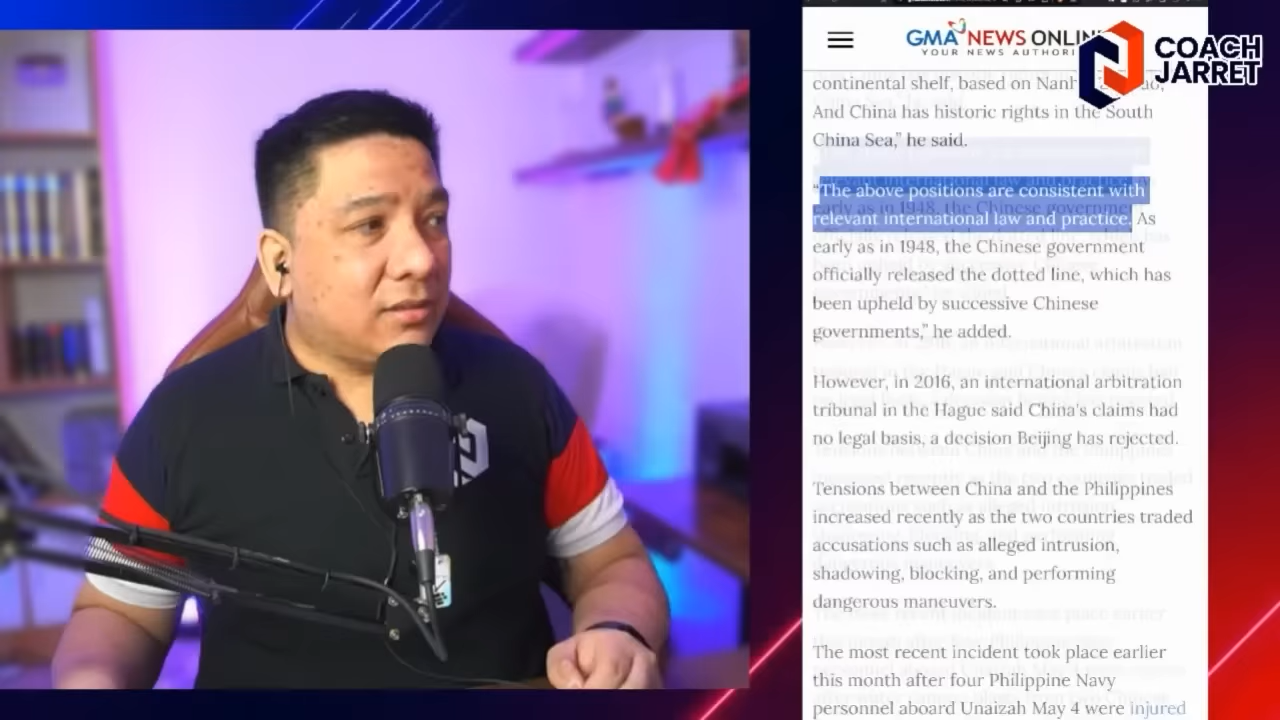 GMA NEWS ONLIN
YOUR NEWS AUTHORI
COACH
JARRET
continental shelf, based on
And China has historic rights in the South
China Sea,” he said.
“The above positions are consistent with
relevant international law and practice. As
early as in 1948, the Chinese government
officially released the dotted line, which has
been upheld by successive Chinese
governments,” he added.
However, in 2016, an international arbitration
tribunal in the Hague said China's claims had
no legal basis, a decision Beijing has rejected.
Tensions between China and the Philippines
increased recently as the two countries traded
accusations such as alleged intrusion,
shadowing, blocking, and performing
dangerous maneuvers.
The most recent incident took place earlier
this month after four Philippine Navy
personnel aboard Unaizah May 4 were injured